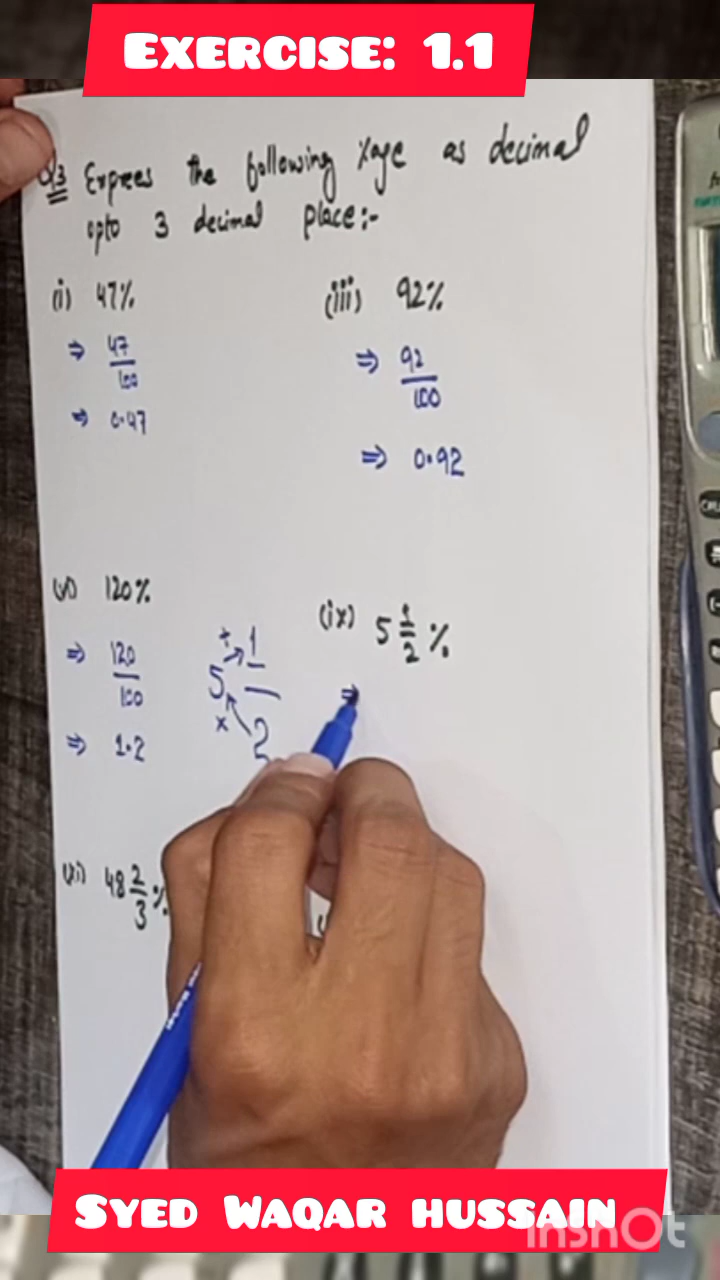 EXERCISE: 1.1
Q3 Exprees the following %age as decimal
upto 3 decimal place:-
(i) 47%
⇒ 47/100
⇒ 0.47
(iii) 92%
⇒ 92/100
⇒ 0.92
(v) 120%
⇒ 120/100
⇒ 1.2
+ 1
5
× 2
(ix) 5 1/2 %
⇒
(xi) 48 2/3 %
SYED WAQAR HUSSAIN
inshOt